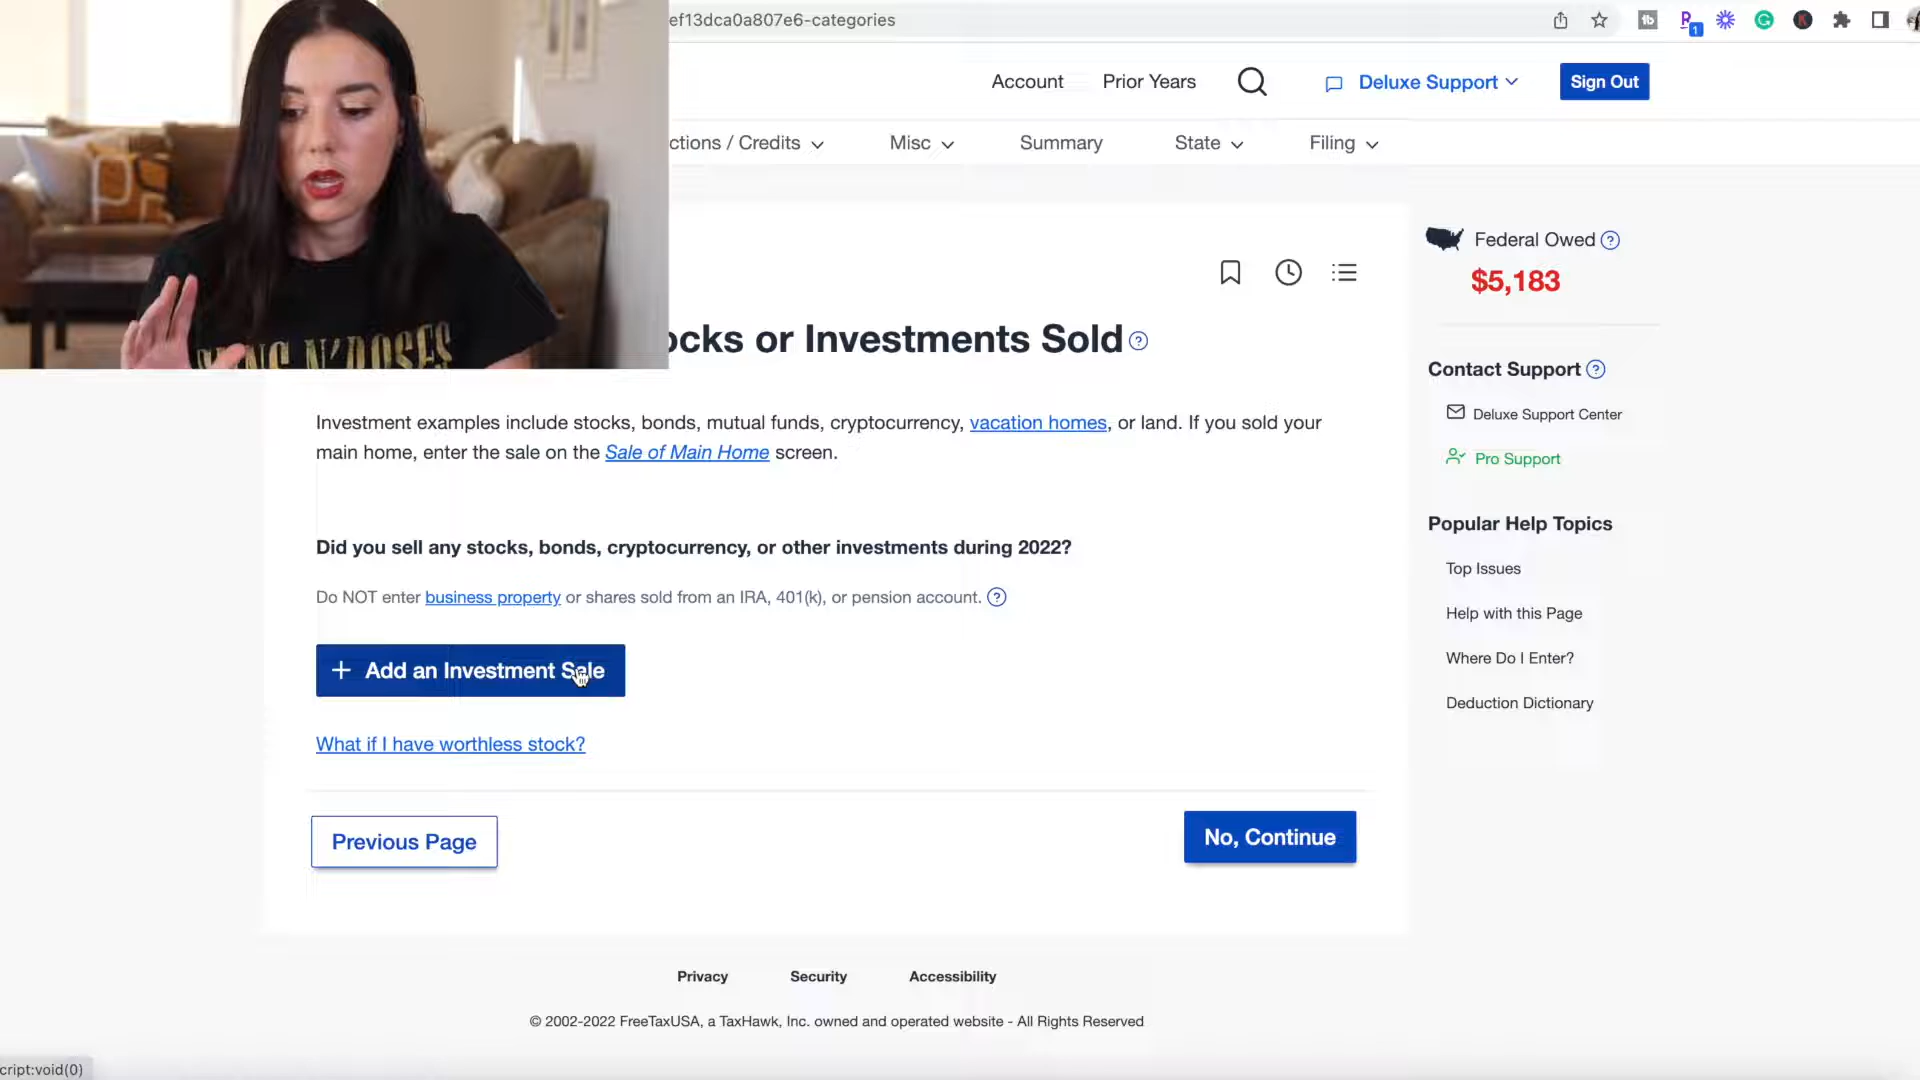 ef13dca0a807e6-categories
Account
Prior Years
Deluxe Support
Sign Out
ctions / Credits
Misc
Summary
State
Filing
Federal Owed
$5,183
ocks or Investments Sold
Contact Support
Deluxe Support Center
Pro Support
Investment examples include stocks, bonds, mutual funds, cryptocurrency, vacation homes, or land. If you sold your
main home, enter the sale on the Sale of Main Home screen.
Popular Help Topics
Top Issues
Help with this Page
Where Do I Enter?
Deduction Dictionary
Did you sell any stocks, bonds, cryptocurrency, or other investments during 2022?
Do NOT enter business property or shares sold from an IRA, 401(k), or pension account.
+ Add an Investment Sale
What if I have worthless stock?
Previous Page
No, Continue
Privacy
Security
Accessibility
© 2002-2022 FreeTaxUSA, a TaxHawk, Inc. owned and operated website - All Rights Reserved
cript:void(0)